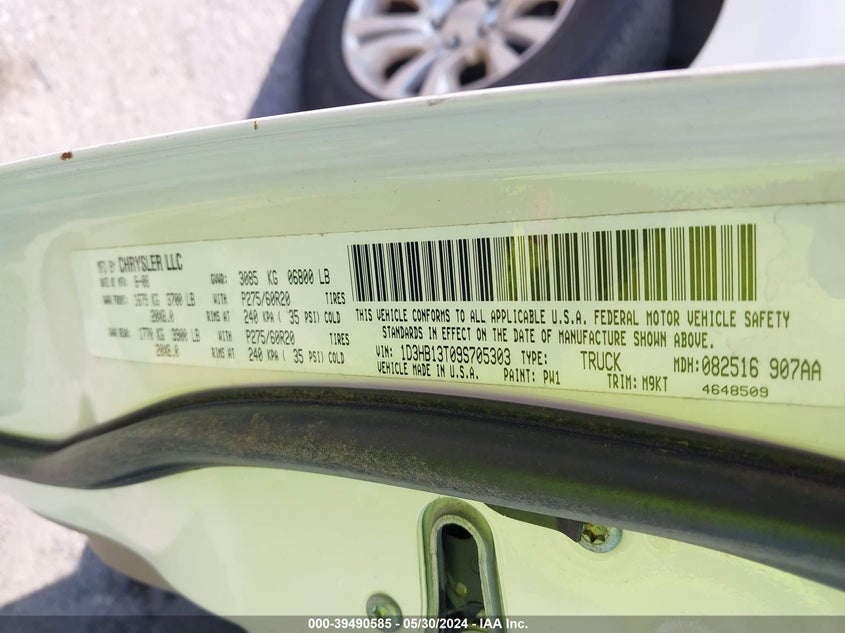 MFD BY CHRYSLER LLC
DATE OF MFR 8-08 GVWR: 3085 KG 06800 LB
GAWR FRONT 1679 KG 3700 LB WITH P275/60R20 TIRES
20X8.0 RIMS AT 240 KPA ( 35 PSI) COLD
GAWR REAR 1770 KG 3900 LB WITH P275/60R20 TIRES
20X8.0 RIMS AT 240 KPA ( 35 PSI) COLD
THIS VEHICLE CONFORMS TO ALL APPLICABLE U.S.A. FEDERAL MOTOR VEHICLE SAFETY
STANDARDS IN EFFECT ON THE DATE OF MANUFACTURE SHOWN ABOVE.
VIN: 1D3HB13T09S705303 TYPE: TRUCK MDH: 082516 907AA
VEHICLE MADE IN U.S.A. PAINT: PW1 TRIM: M9KT 4648509
000-39490585 - 05/30/2024 - IAA Inc.